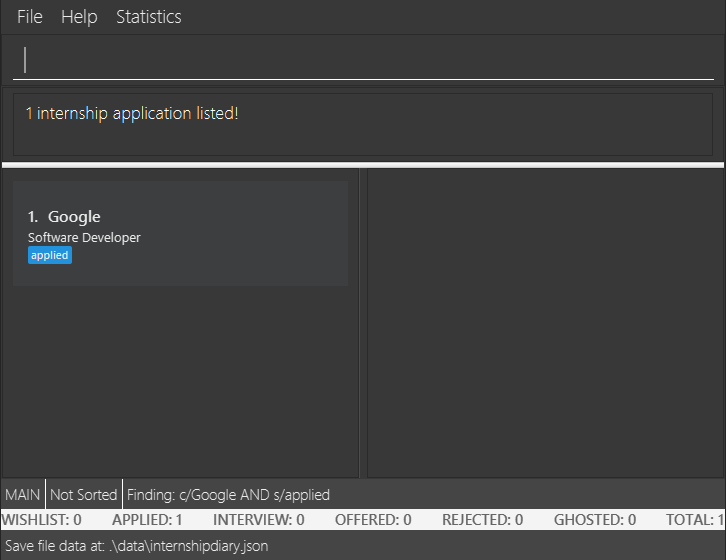 File Help Statistics
1 internship application listed!
1. Google
Software Developer
applied
MAIN Not Sorted Finding: c/Google AND s/applied
WISHLIST: 0 APPLIED: 1 INTERVIEW: 0 OFFERED: 0 REJECTED: 0 GHOSTED: 0 TOTAL: 1
Save file data at: .\data\internshipdiary.json